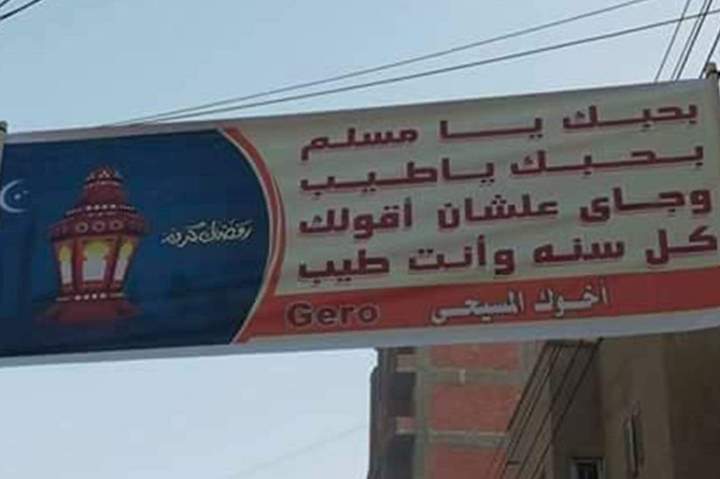 بحبك يا مسلم
بحبك ياطيب
وجاى علشان أقولك
كل سنه وأنت طيب
أخوك المسيحى Gero
رمضان كريم